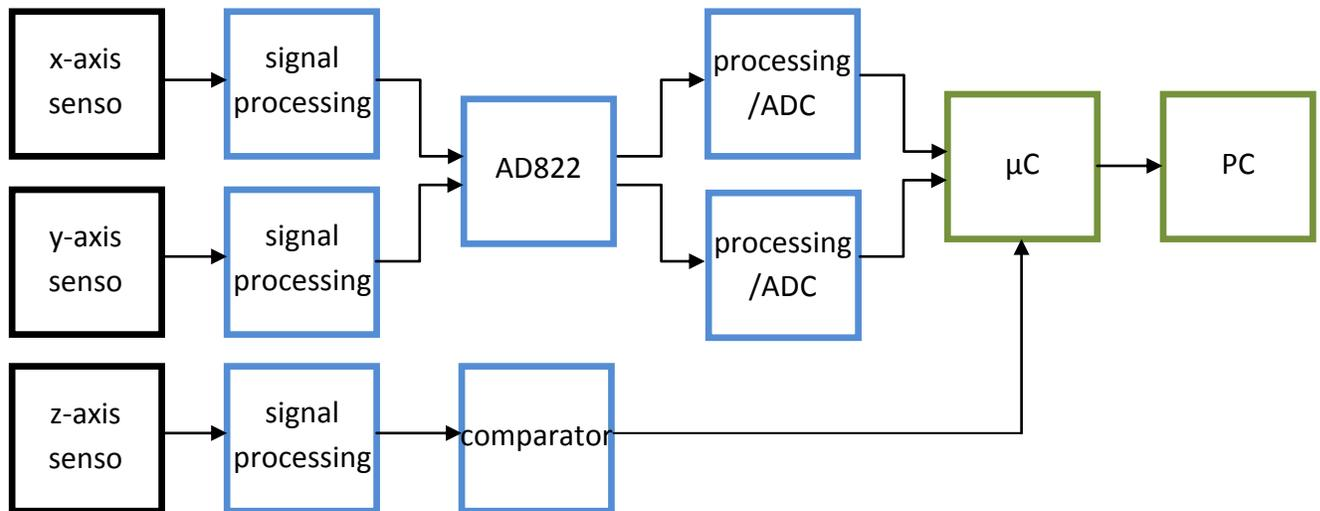 x-axis
senso
signal
processing
AD822
processing
/ADC
µC
PC
y-axis
senso
signal
processing
processing
/ADC
z-axis
senso
signal
processing
comparator